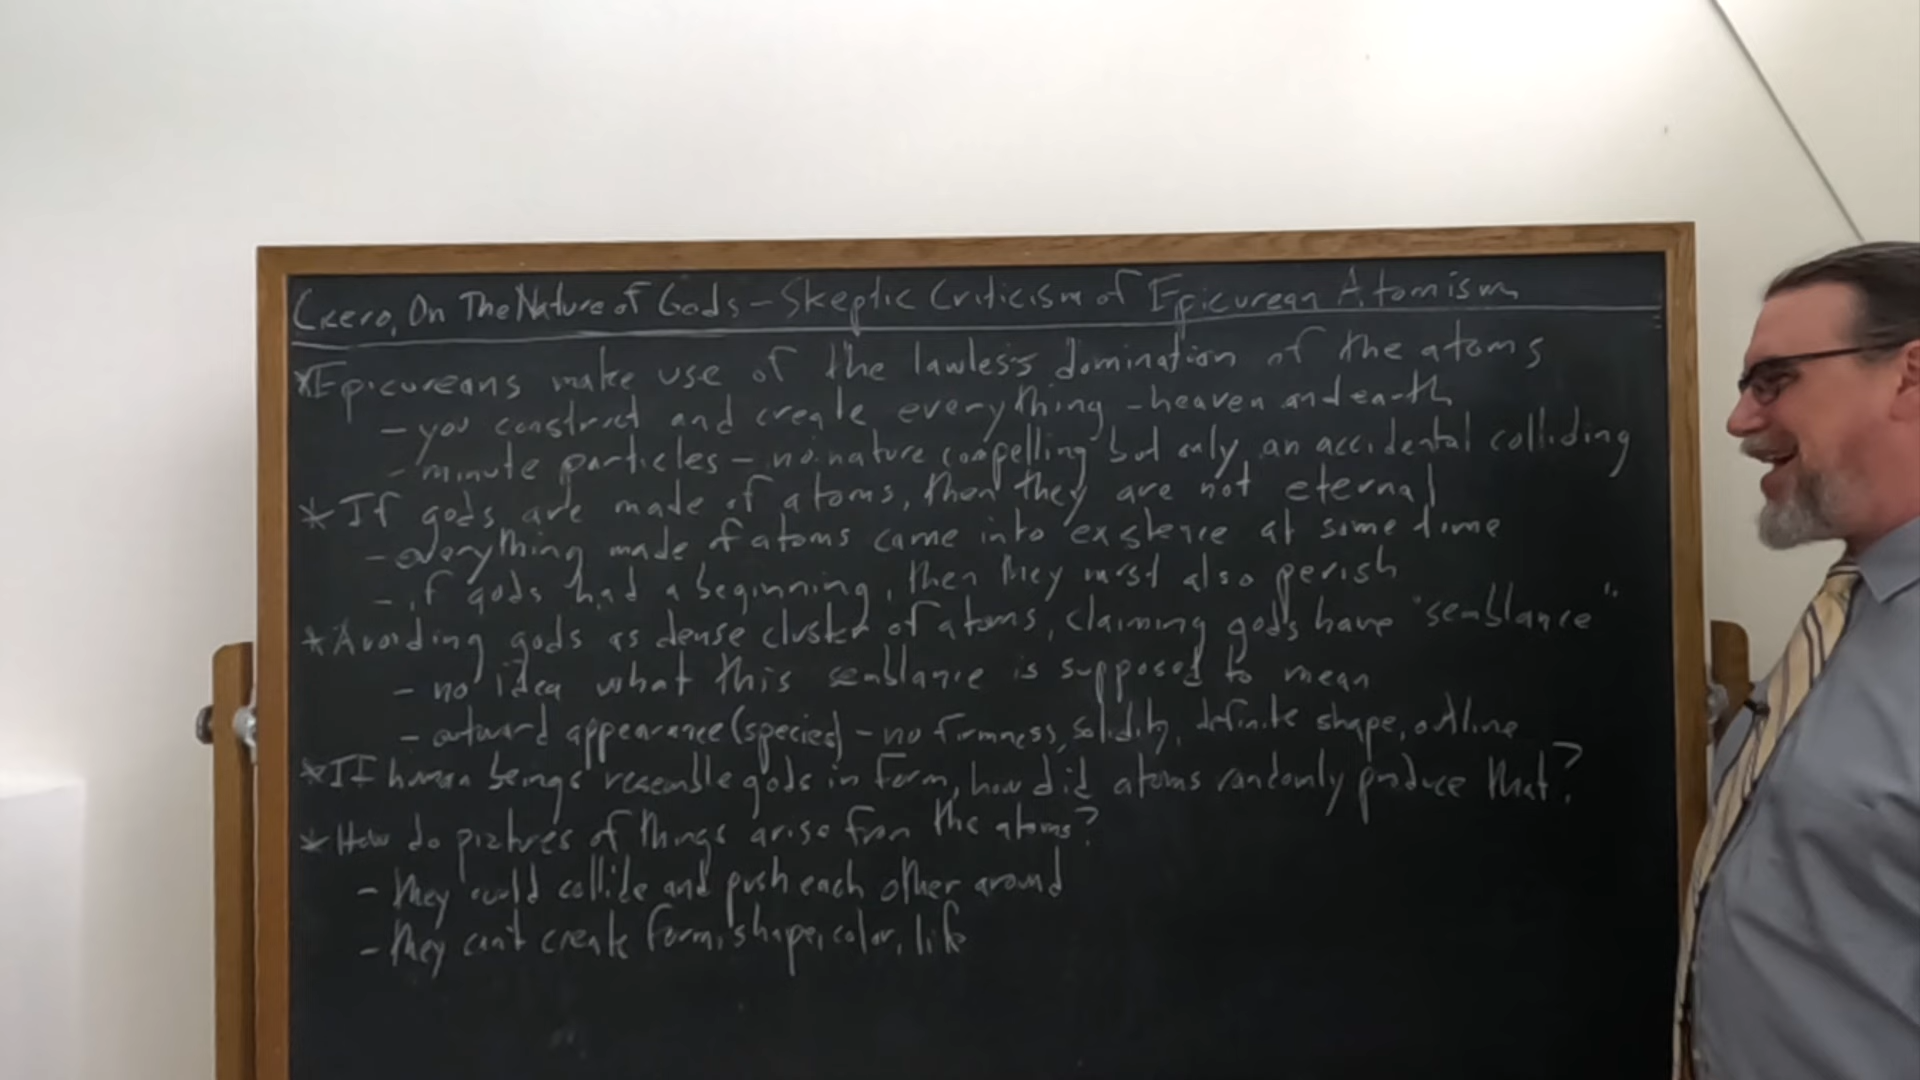 Cicero, On The Nature of Gods – Skeptic Criticism of Epicurean Atomism
* Epicureans make use of the lawless domination of the atoms
– you construct and create everything – heaven and earth
– minute particles – no nature compelling but only an accidental colliding
* If gods are made of atoms, then they are not eternal
– everything made of atoms came into existence at some time
– if gods had a beginning, then they must also perish
* Avoiding gods as dense cluster of atoms, claiming gods have "semblance"
– no idea what this semblance is supposed to mean
– outward appearance (species) – no firmness, solidity, definite shape, outline
* If human beings resemble gods in form, how did atoms randomly produce that?
* How do pictures of things arise from the atoms?
– they could collide and push each other around
– they can't create form, shape, color, life